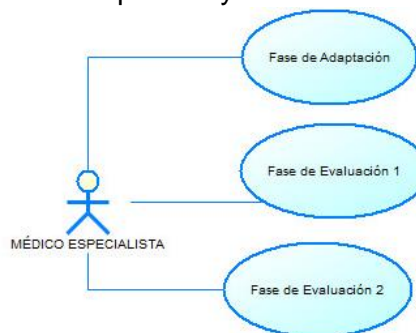 Fase de Adaptación
Fase de Evaluación 1
MÉDICO ESPECIALISTA
Fase de Evaluación 2